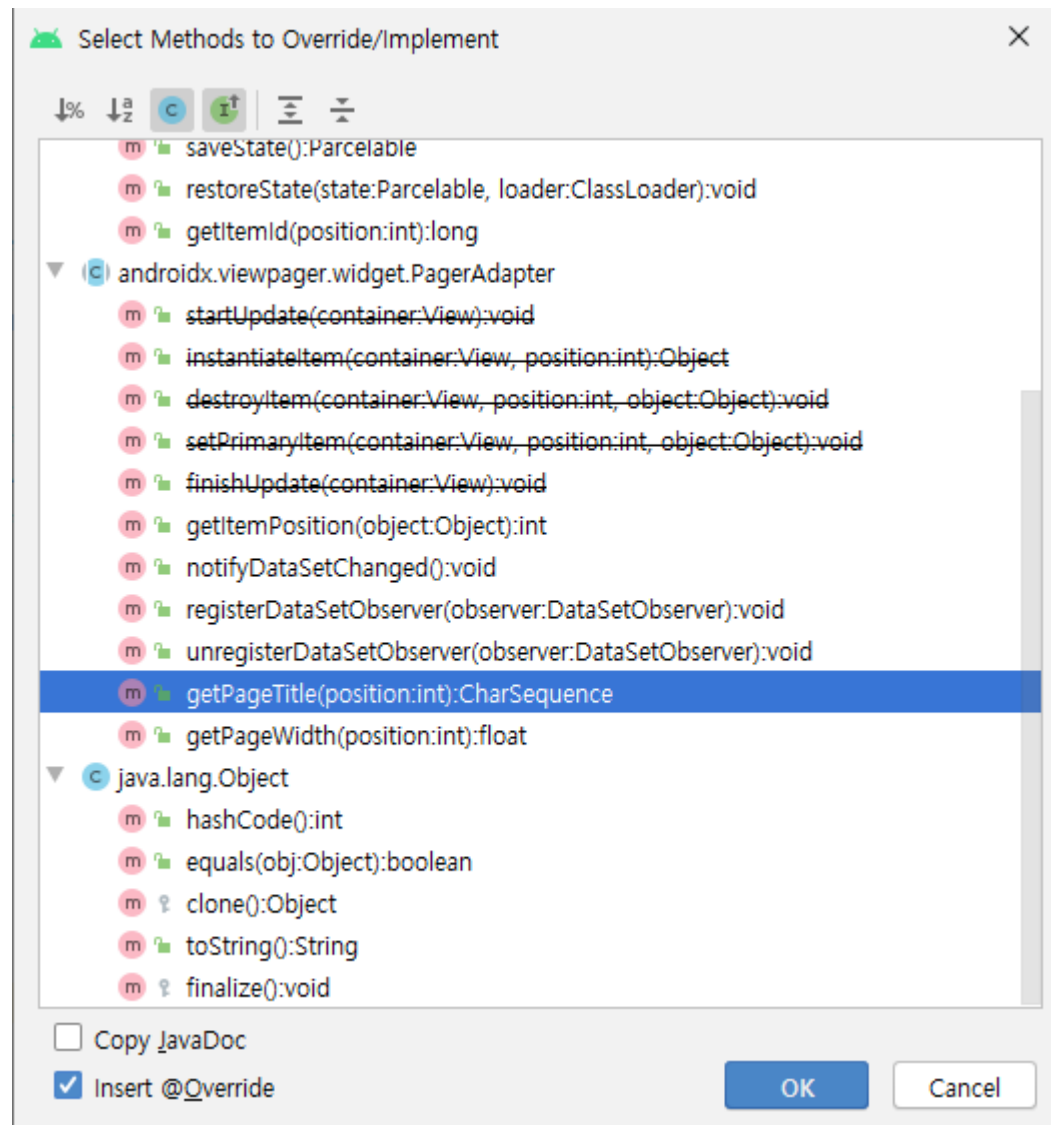 Select Methods to Override/Implement
saveState():Parcelable
restoreState(state:Parcelable, loader:ClassLoader):void
getItemId(position:int):long
androidx.viewpager.widget.PagerAdapter
startUpdate(container:View):void
instantiateItem(container:View, position:int):Object
destroyItem(container:View, position:int, object:Object):void
setPrimaryItem(container:View, position:int, object:Object):void
finishUpdate(container:View):void
getItemPosition(object:Object):int
notifyDataSetChanged():void
registerDataSetObserver(observer:DataSetObserver):void
unregisterDataSetObserver(observer:DataSetObserver):void
getPageTitle(position:int):CharSequence
getPageWidth(position:int):float
java.lang.Object
hashCode():int
equals(obj:Object):boolean
clone():Object
toString():String
finalize():void
Copy JavaDoc
Insert @Override
OK Cancel